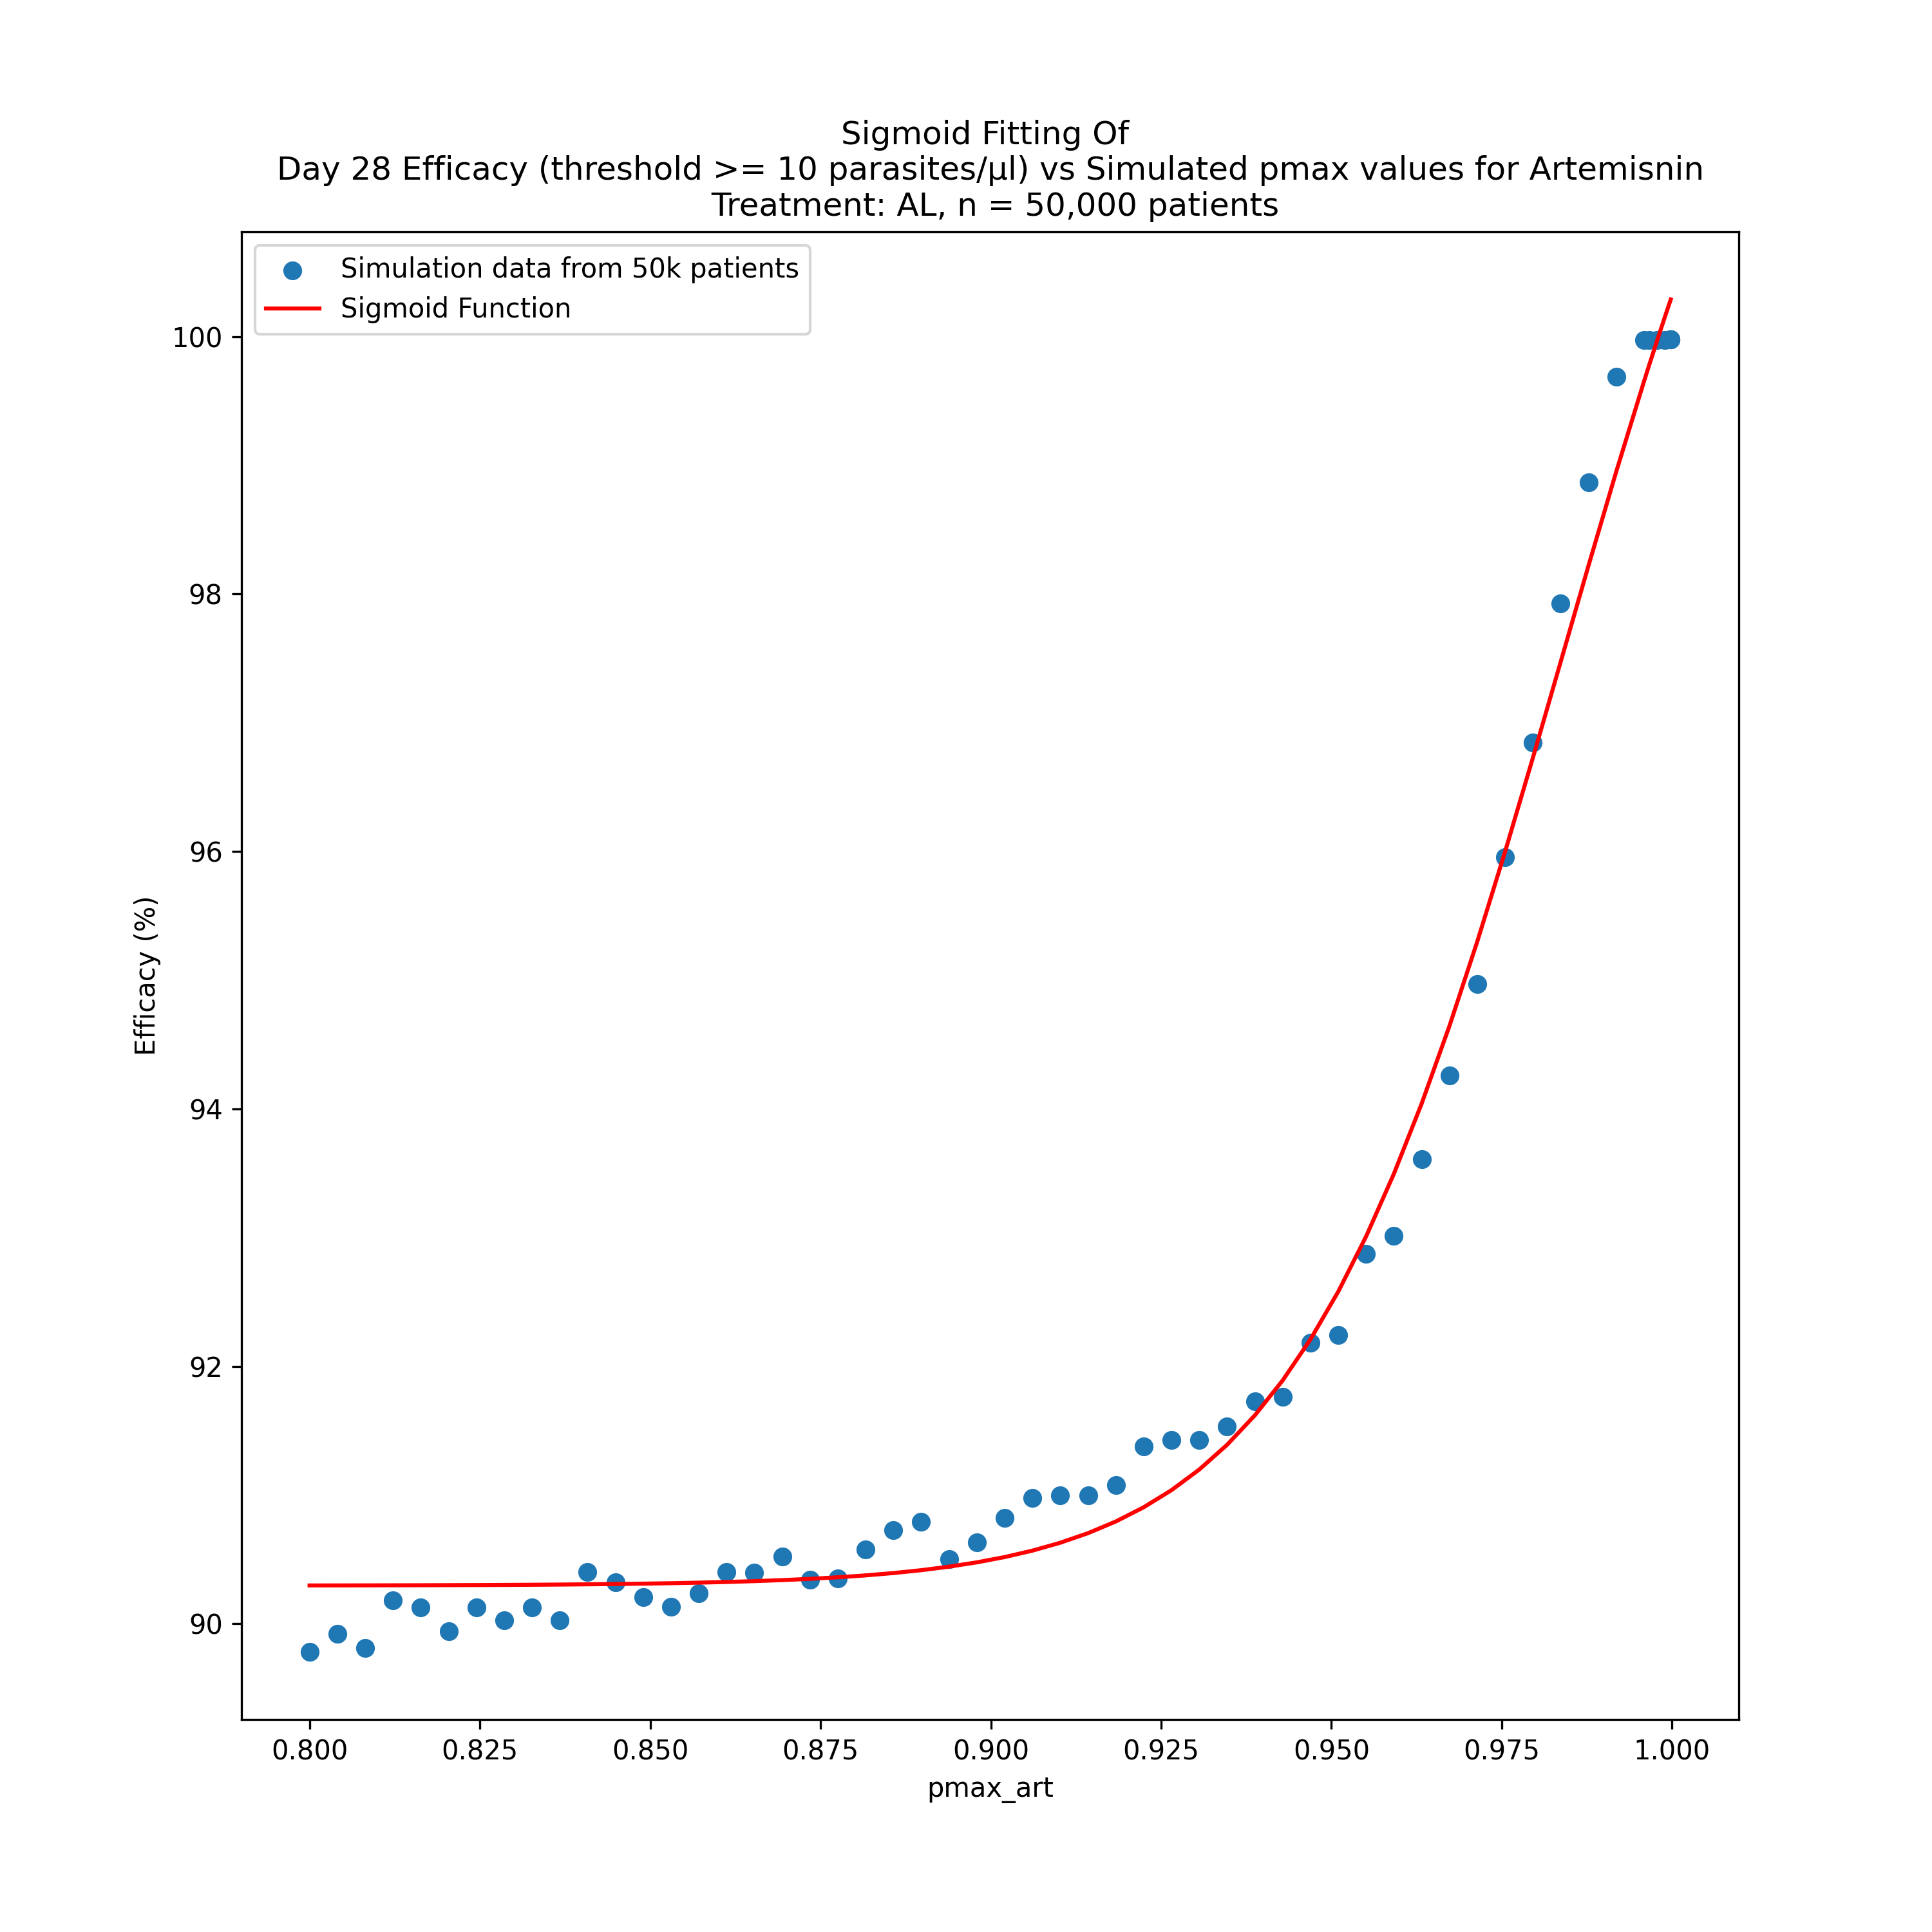 Sigmoid Fitting Of
Day 28 Efficacy (threshold >= 10 parasites/µl) vs Simulated pmax values for Artemisnin
Treatment: AL, n = 50,000 patients
Simulation data from 50k patients
Sigmoid Function
100
98
96
94
92
90
Efficacy (%)
0.800 0.825 0.850 0.875 0.900 0.925 0.950 0.975 1.000
pmax_art